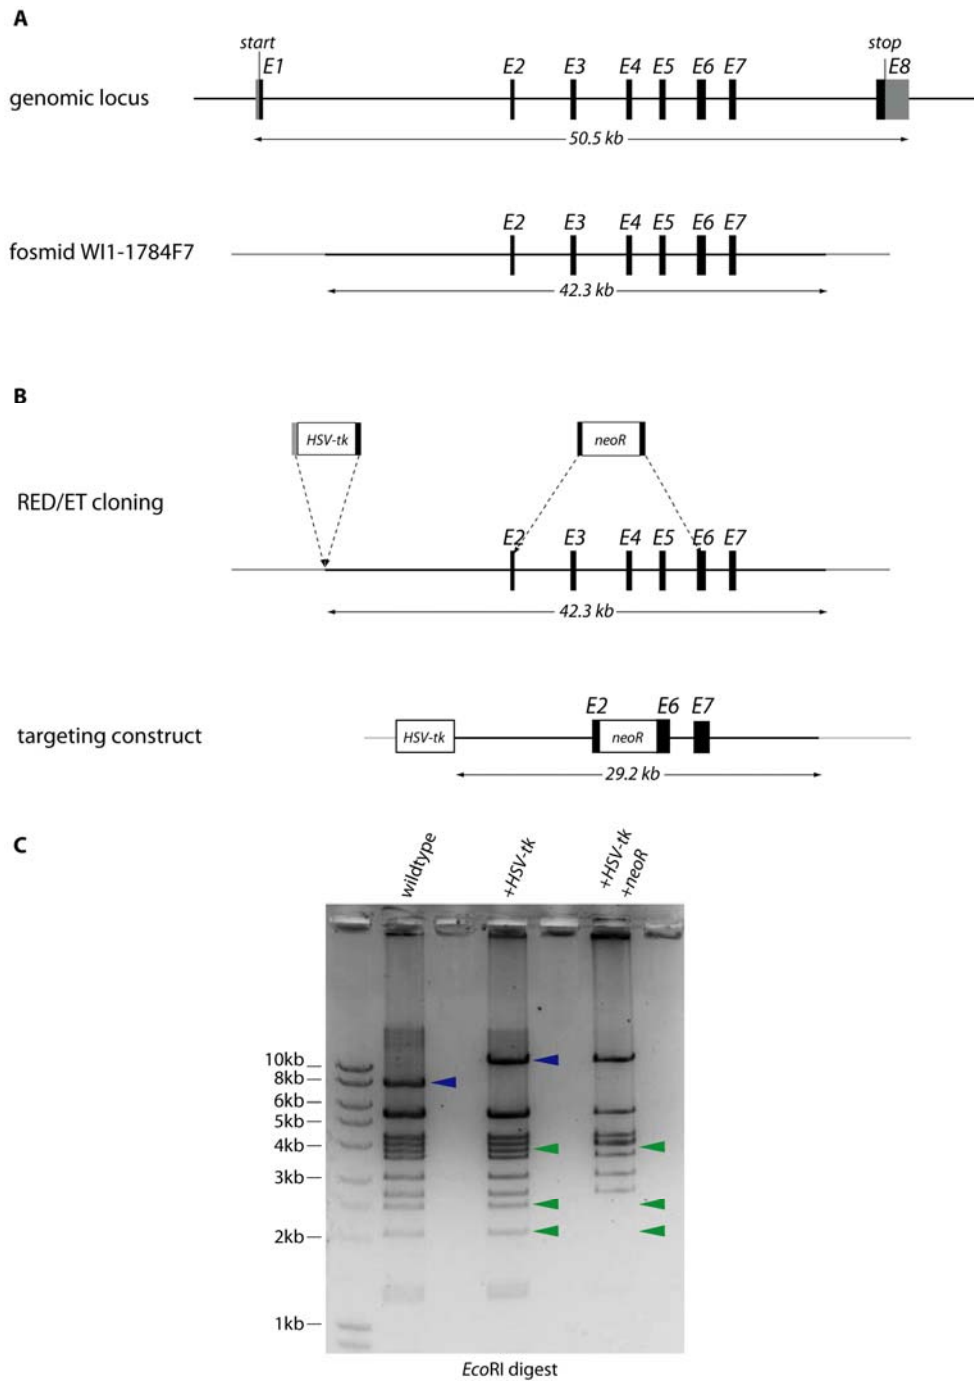 A
start
stop
E1
E2
E3
E4
E5
E6
E7
E8
genomic locus
50.5 kb
E2
E3
E4
E5
E6
E7
fosmid WI1-1784F7
42.3 kb
B
HSV-tk
neoR
RED/ET cloning
E2
E3
E4
E5
E6
E7
42.3 kb
E2
E6
E7
targeting construct
HSV-tk
neoR
29.2 kb
C
wildtype
+HSV-tk
+HSV-tk
+neoR
10kb
8kb
6kb
5kb
4kb
3kb
2kb
1kb
EcoRI digest